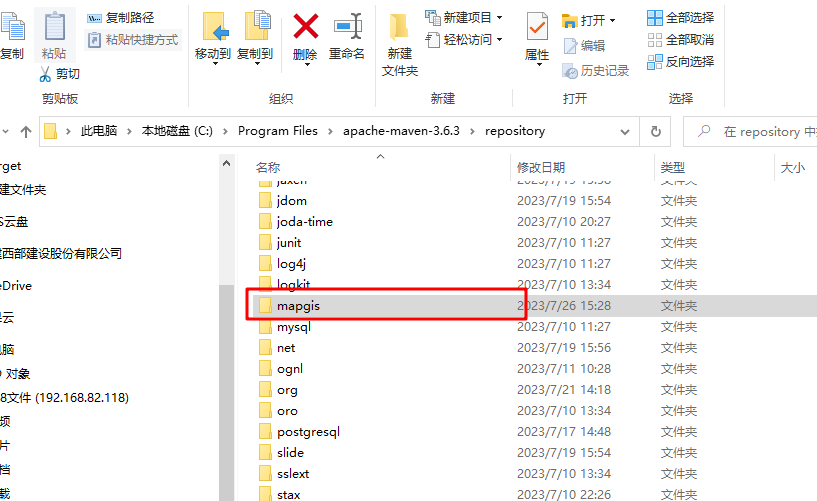 复制
粘贴
复制路径
粘贴快捷方式
剪切
剪贴板
移动到
复制到
删除
重命名
组织
新建
文件夹
新建项目
轻松访问
新建
属性
打开
编辑
历史记录
打开
全部选择
全部取消
反向选择
选择
此电脑 本地磁盘 (C:) Program Files apache-maven-3.6.3 repository
在 repository 中
名称 修改日期 类型 大小
jaxen 2023/7/19 15:56 文件夹
jdom 2023/7/19 15:54 文件夹
joda-time 2023/7/10 20:27 文件夹
junit 2023/7/10 11:27 文件夹
log4j 2023/7/10 11:27 文件夹
logkit 2023/7/10 13:34 文件夹
mapgis 2023/7/26 15:28 文件夹
mysql 2023/7/10 11:27 文件夹
net 2023/7/19 15:56 文件夹
ognl 2023/7/11 10:28 文件夹
org 2023/7/21 14:18 文件夹
oro 2023/7/10 13:34 文件夹
postgresql 2023/7/17 14:48 文件夹
slide 2023/7/19 15:54 文件夹
sslext 2023/7/10 13:34 文件夹
stax 2023/7/10 22:26 文件夹
rget
建文件夹
S云盘
建西部建设股份有限公司
eDrive
云
电脑
D 对象
8文件 (192.168.82.118)
频
片
档
载